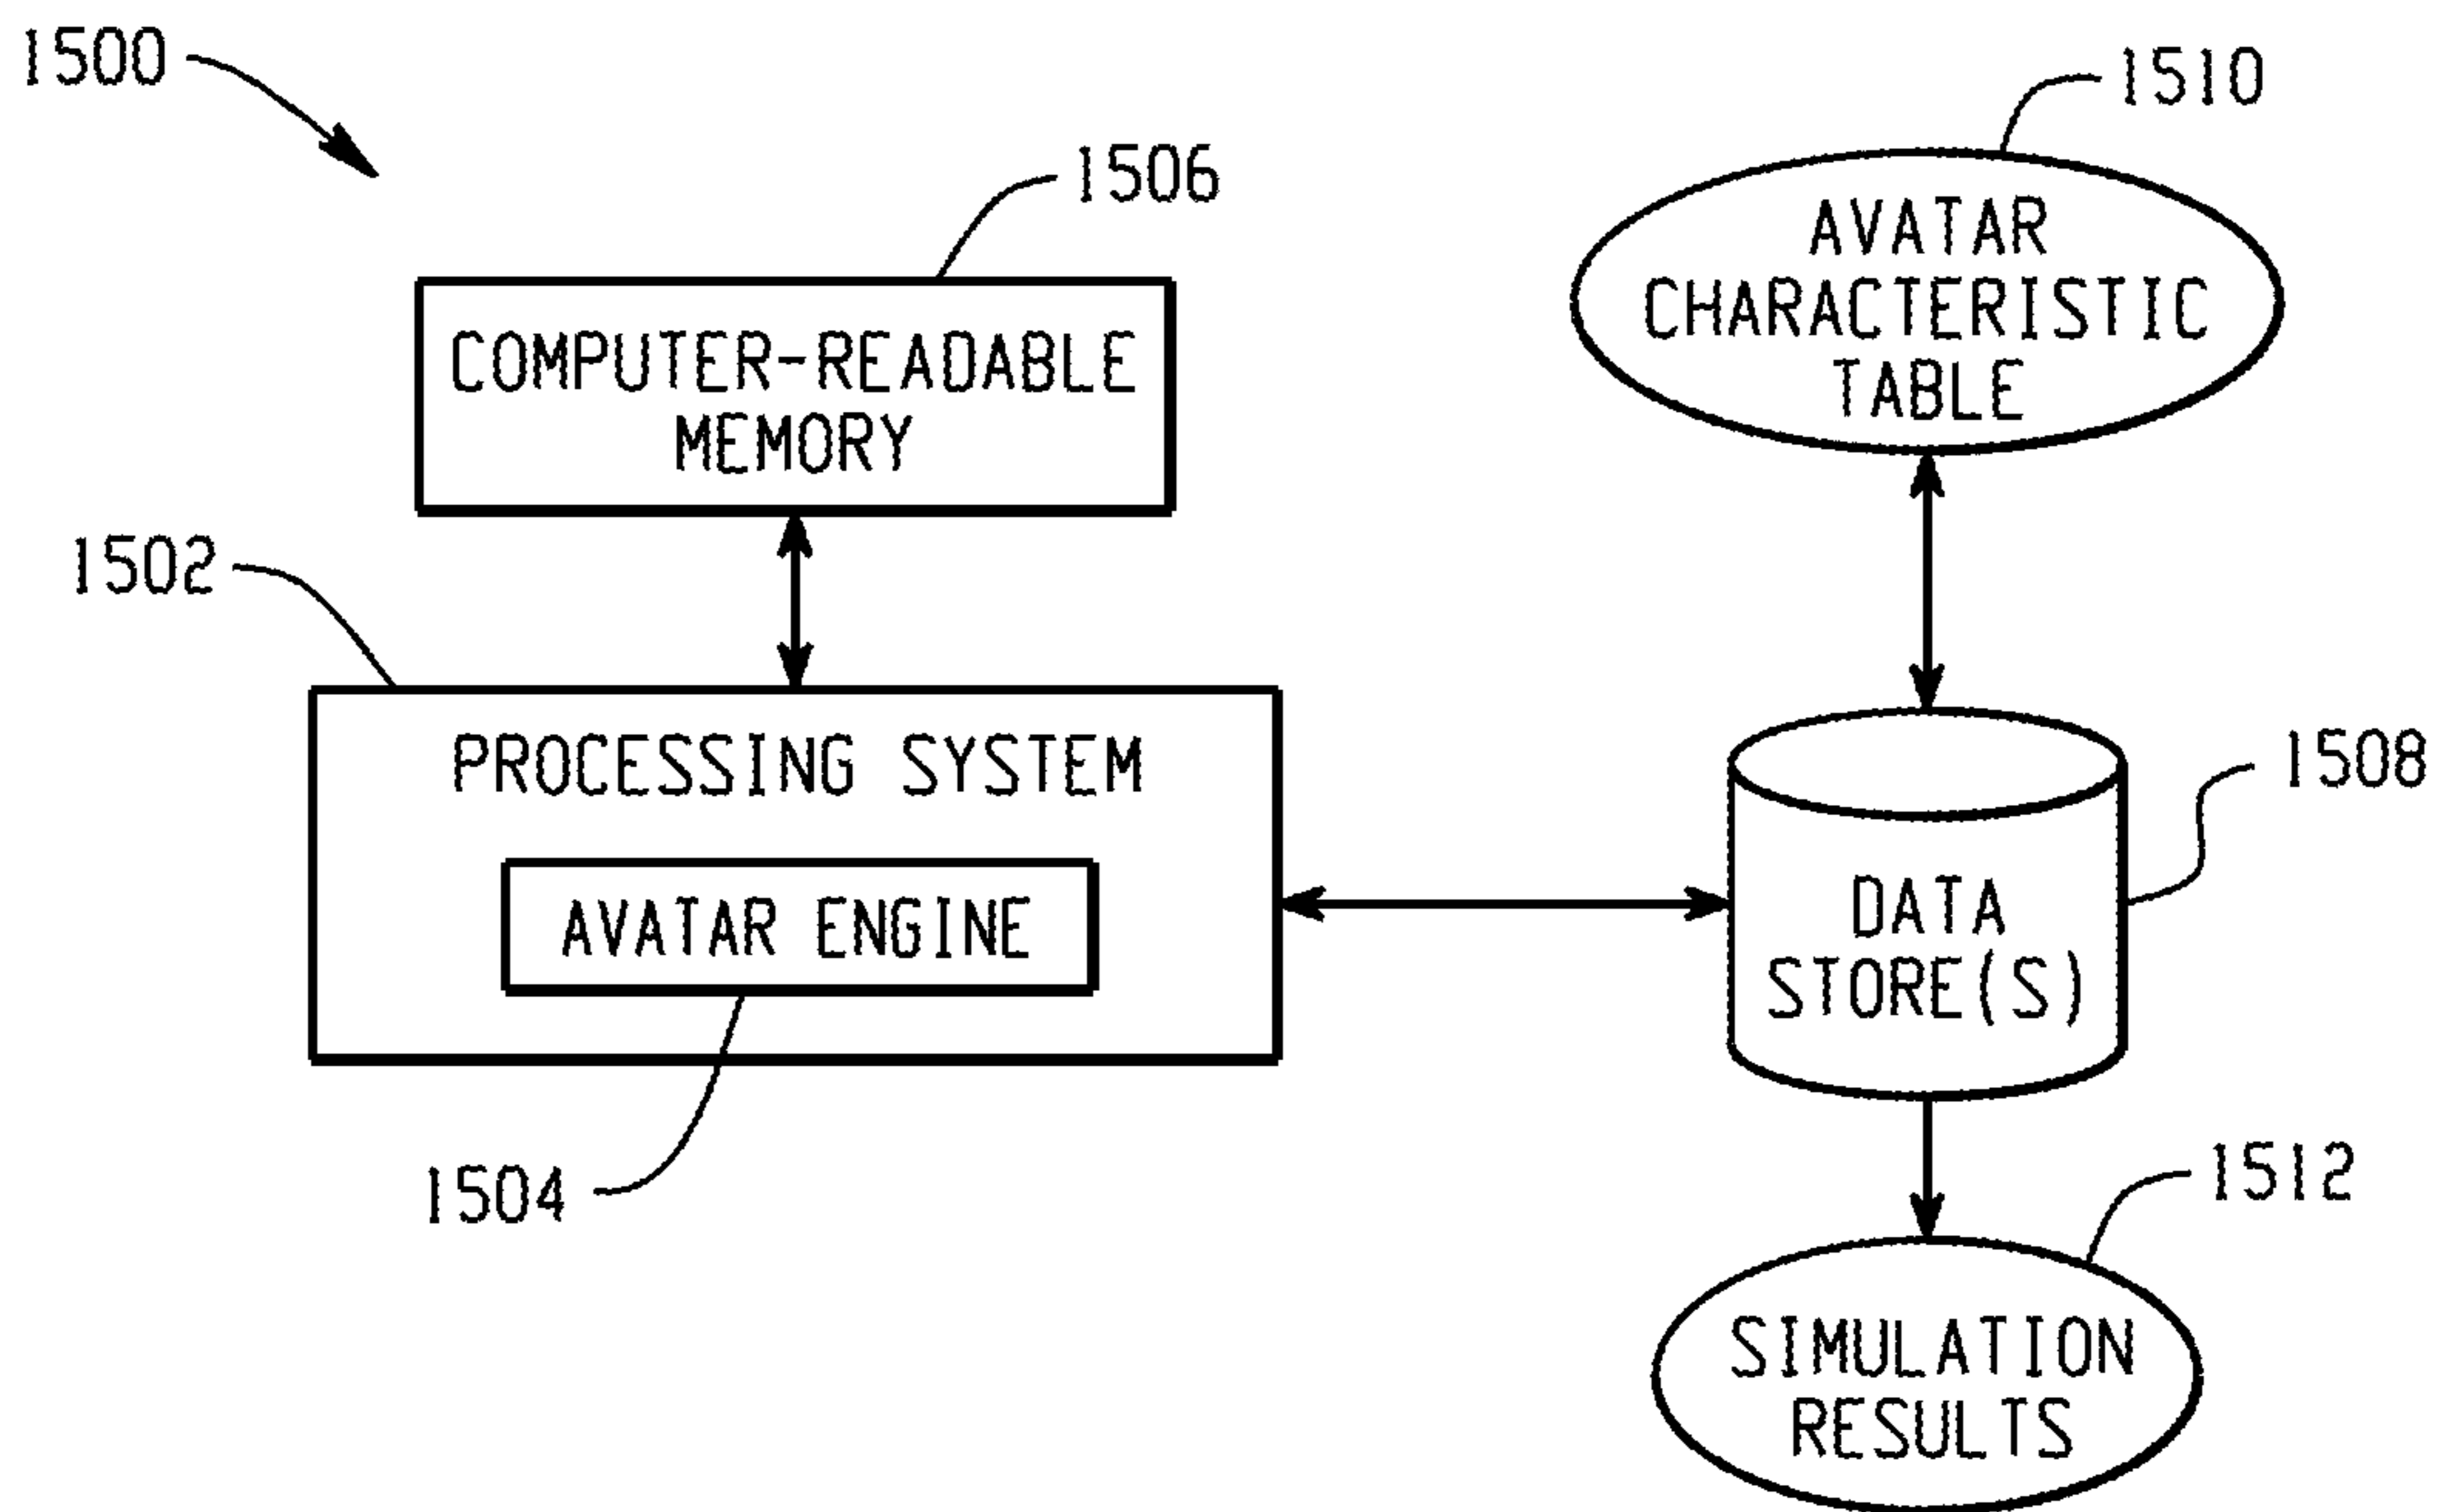 1500
1510
1506
AVATAR
CHARACTERISTIC
TABLE
COMPUTER-READABLE
MEMORY
1502
PROCESSING SYSTEM
1508
AVATAR ENGINE
DATA
STORE(S)
1504
1512
SIMULATION
RESULTS